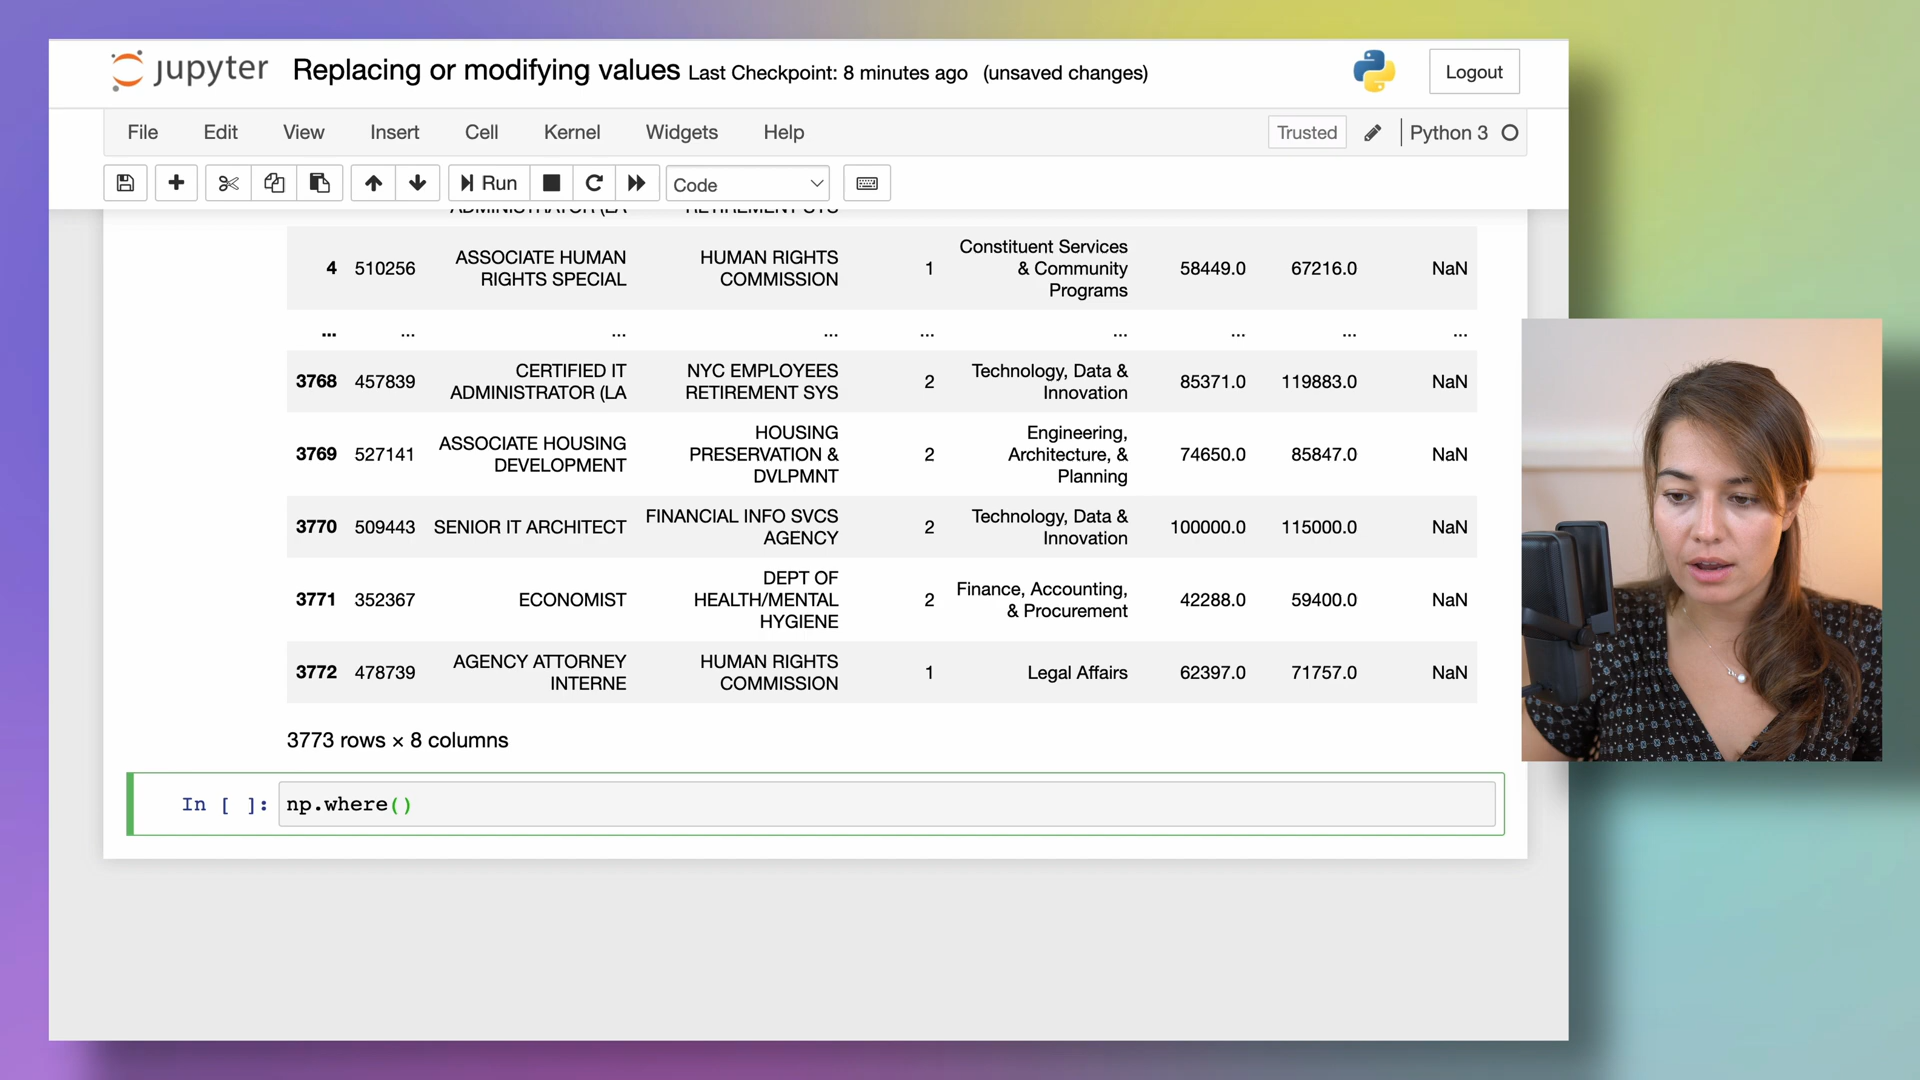 jupyter Replacing or modifying values Last Checkpoint: 8 minutes ago (unsaved changes) Logout
File Edit View Insert Cell Kernel Widgets Help Trusted Python 3
Run Code
ADMINISTRATOR (LA RETIREMENT SYS
4 510256 ASSOCIATE HUMAN RIGHTS SPECIAL HUMAN RIGHTS COMMISSION 1 Constituent Services & Community Programs 58449.0 67216.0 NaN
... ... ... ... ... ... ... ... ...
3768 457839 CERTIFIED IT ADMINISTRATOR (LA NYC EMPLOYEES RETIREMENT SYS 2 Technology, Data & Innovation 85371.0 119883.0 NaN
3769 527141 ASSOCIATE HOUSING DEVELOPMENT HOUSING PRESERVATION & DVLPMNT 2 Engineering, Architecture, & Planning 74650.0 85847.0 NaN
3770 509443 SENIOR IT ARCHITECT FINANCIAL INFO SVCS AGENCY 2 Technology, Data & Innovation 100000.0 115000.0 NaN
3771 352367 ECONOMIST DEPT OF HEALTH/MENTAL HYGIENE 2 Finance, Accounting, & Procurement 42288.0 59400.0 NaN
3772 478739 AGENCY ATTORNEY INTERNE HUMAN RIGHTS COMMISSION 1 Legal Affairs 62397.0 71757.0 NaN
3773 rows × 8 columns
In [ ]: np.where()